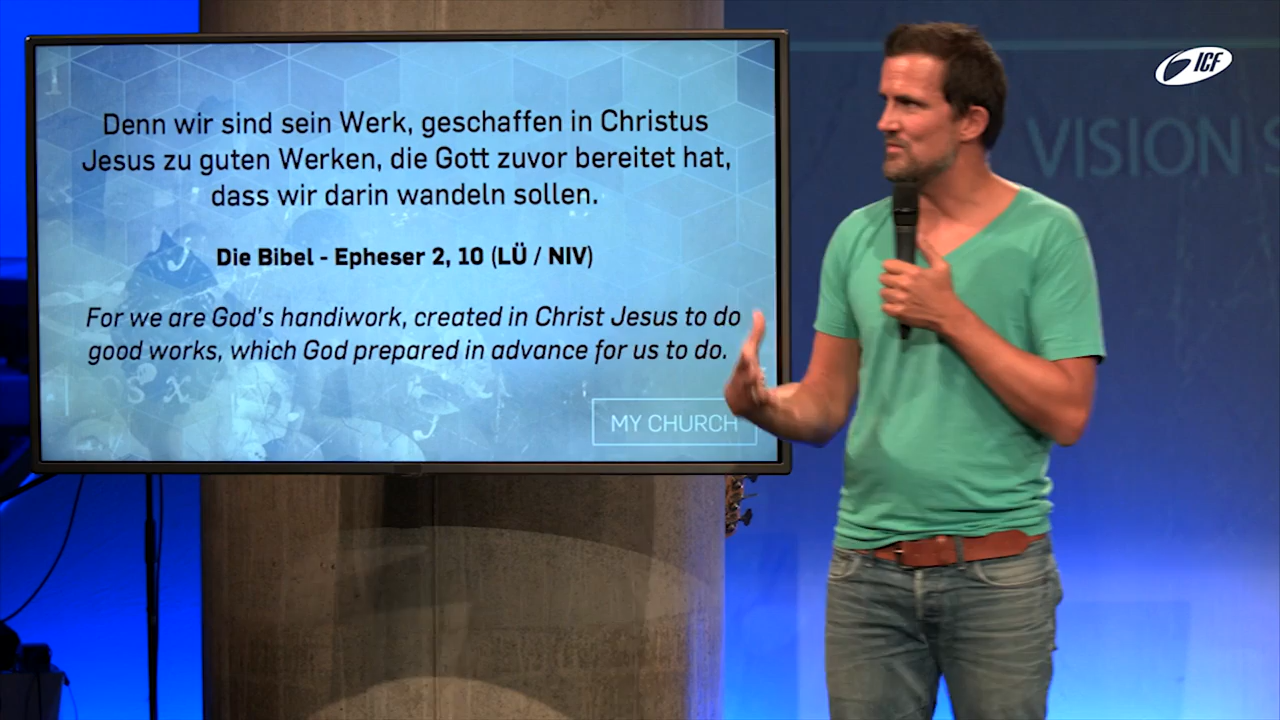 Denn wir sind sein Werk, geschaffen in Christus
Jesus zu guten Werken, die Gott zuvor bereitet hat,
dass wir darin wandeln sollen.
Die Bibel - Epheser 2, 10 (LÜ / NIV)
For we are God's handiwork, created in Christ Jesus to do
good works, which God prepared in advance for us to do.
MY CHURCH
ICF
VISION S